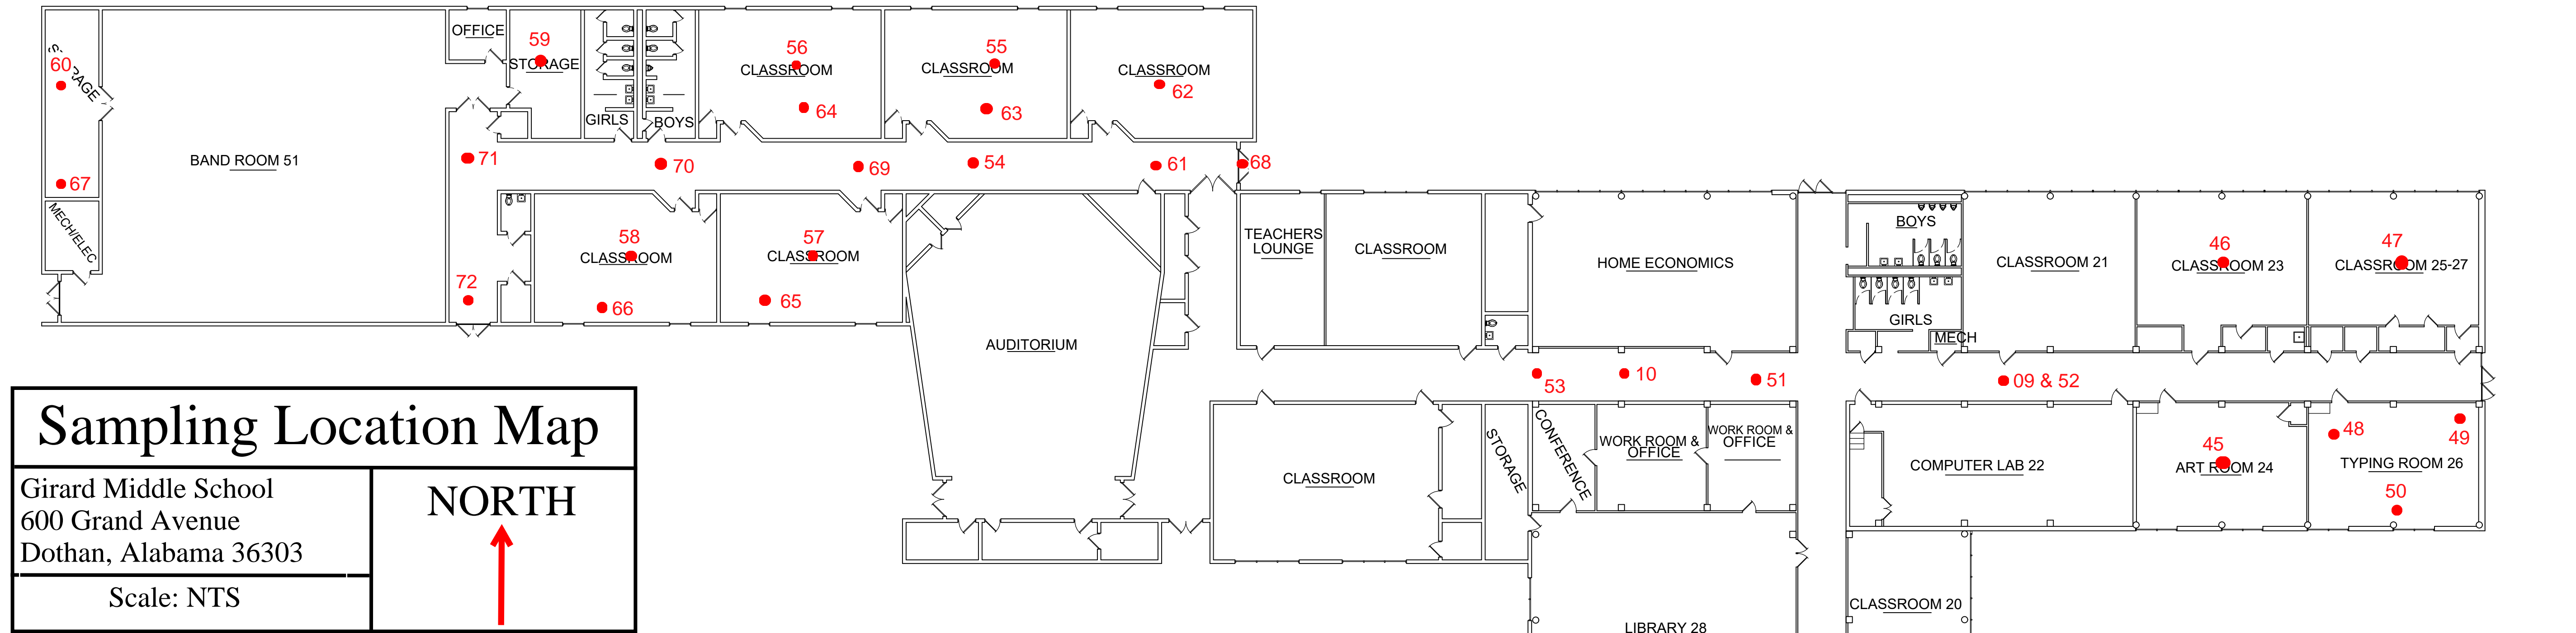 OFFICE
59
STORAGE
60
STORAGE
56
CLASSROOM
64
55
CLASSROOM
63
CLASSROOM
62
GIRLS
BOYS
BAND ROOM 51
71
70
69
54
61
68
67
MECH/ELEC
72
58
CLASSROOM
66
57
CLASSROOM
65
AUDITORIUM
TEACHERS
LOUNGE
CLASSROOM
HOME ECONOMICS
BOYS
GIRLS
MECH
CLASSROOM 21
46
CLASSROOM 23
47
CLASSROOM 25-27
53
10
51
09 & 52
CLASSROOM
STORAGE
CONFERENCE
WORK ROOM &
OFFICE
WORK ROOM &
OFFICE
COMPUTER LAB 22
45
ART ROOM 24
48
49
TYPING ROOM 26
50
LIBRARY 28
CLASSROOM 20
Sampling Location Map
Girard Middle School
600 Grand Avenue
Dothan, Alabama 36303
Scale: NTS
NORTH